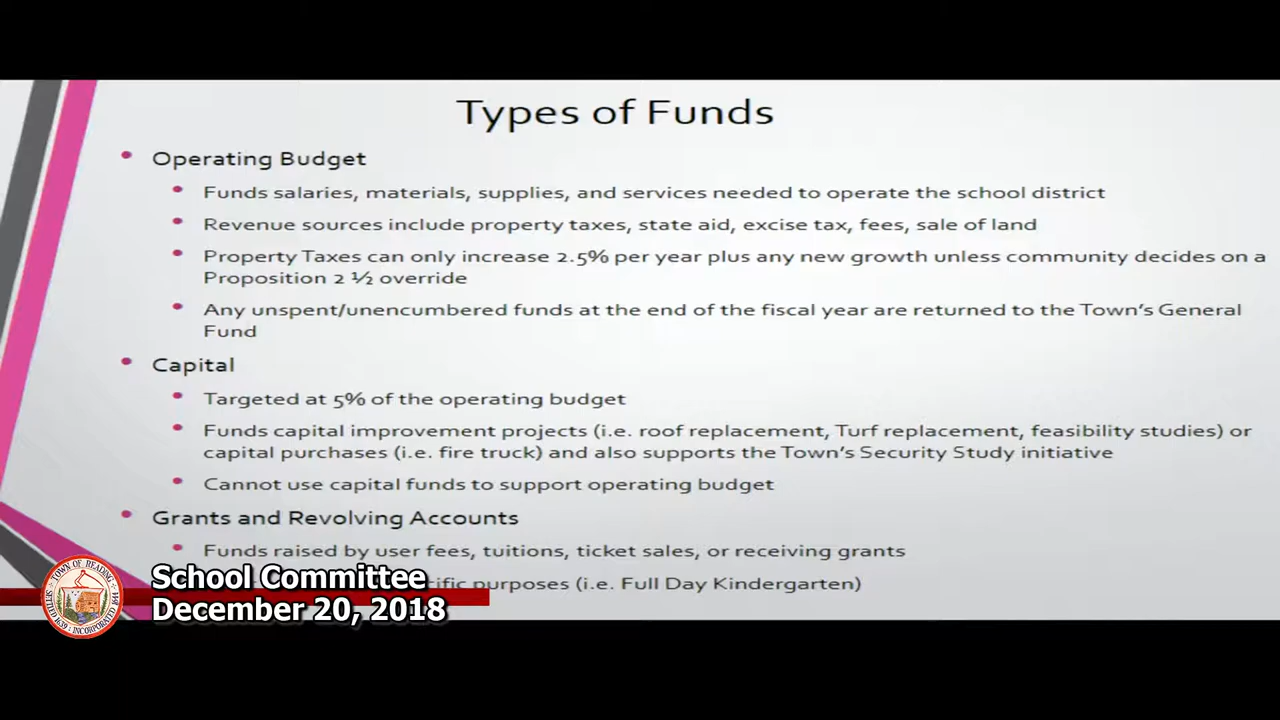 Types of Funds
• Operating Budget
• Funds salaries, materials, supplies, and services needed to operate the school district
• Revenue sources include property taxes, state aid, excise tax, fees, sale of land
• Property Taxes can only increase 2.5% per year plus any new growth unless community decides on a
Proposition 2 ½ override
• Any unspent/unencumbered funds at the end of the fiscal year are returned to the Town's General
Fund
• Capital
• Targeted at 5% of the operating budget
• Funds capital improvement projects (i.e. roof replacement, Turf replacement, feasibility studies) or
capital purchases (i.e. fire truck) and also supports the Town's Security Study initiative
• Cannot use capital funds to support operating budget
• Grants and Revolving Accounts
• Funds raised by user fees, tuitions, ticket sales, or receiving grants
purposes (i.e. Full Day Kindergarten)
School Committee
December 20, 2018
TOWN OF READING
SETTLED 1639 INCORPORATED 1644